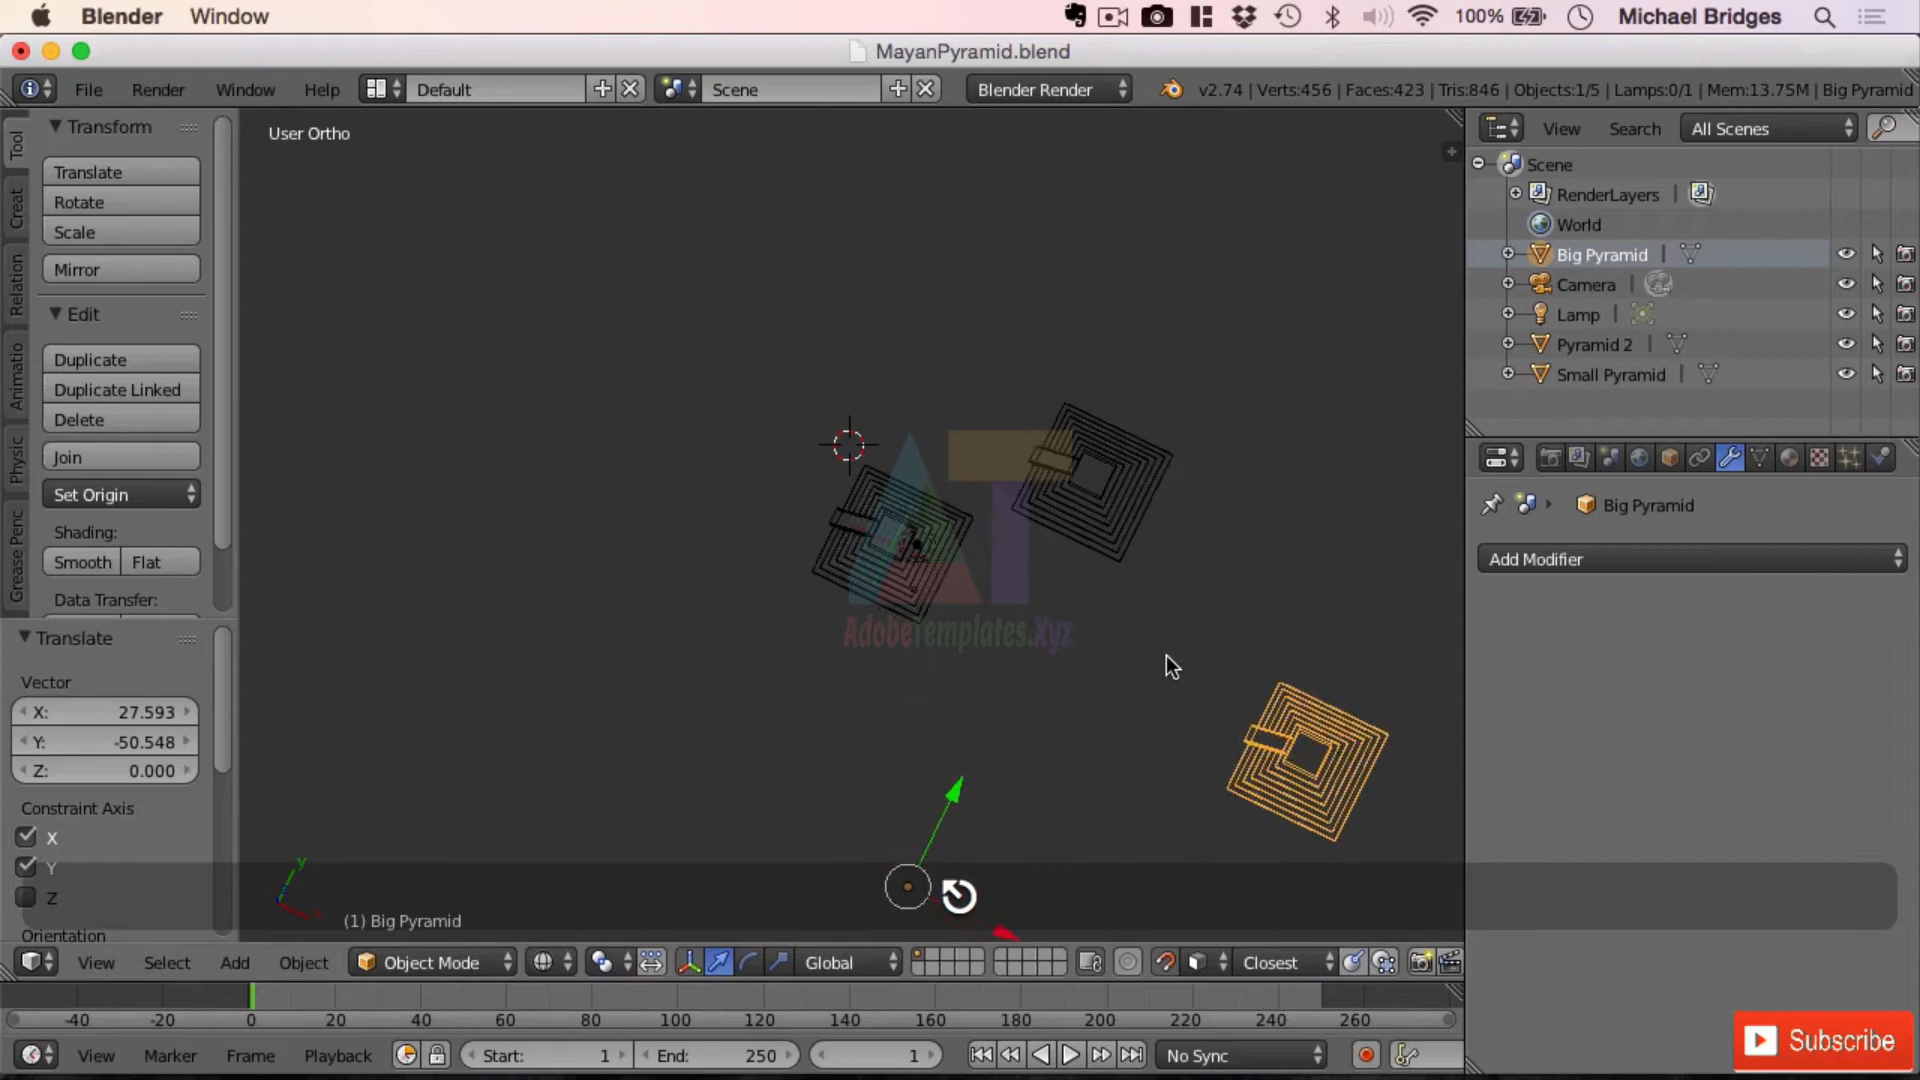 Blender Window 100% Michael Bridges
MayanPyramid.blend
File Render Window Help Default Scene Blender Render v2.74 | Verts:456 | Faces:423 | Tris:846 | Objects:1/5 | Lamps:0/1 | Mem:13.75M | Big Pyramid
Tool
Creat
Relation
Animatio
Physic
Grease Penc
Transform
Translate
Rotate
Scale
Mirror
Edit
Duplicate
Duplicate Linked
Delete
Join
Set Origin
Shading:
Smooth Flat
Data Transfer:
Translate
Vector
X: 27.593
Y: -50.548
Z: 0.000
Constraint Axis
X
Y
Z
Orientation
User Ortho
AT
AdobeTemplates.Xyz
y
(1) Big Pyramid
View Search All Scenes
Scene
RenderLayers |
World
Big Pyramid |
Camera |
Lamp |
Pyramid 2 |
Small Pyramid |
Big Pyramid
Add Modifier
View Select Add Object Object Mode Global Closest
-40 -20 0 20 40 60 80 100 120 140 160 180 200 220 240 260
View Marker Frame Playback Start: 1 End: 250 1 No Sync
Subscribe